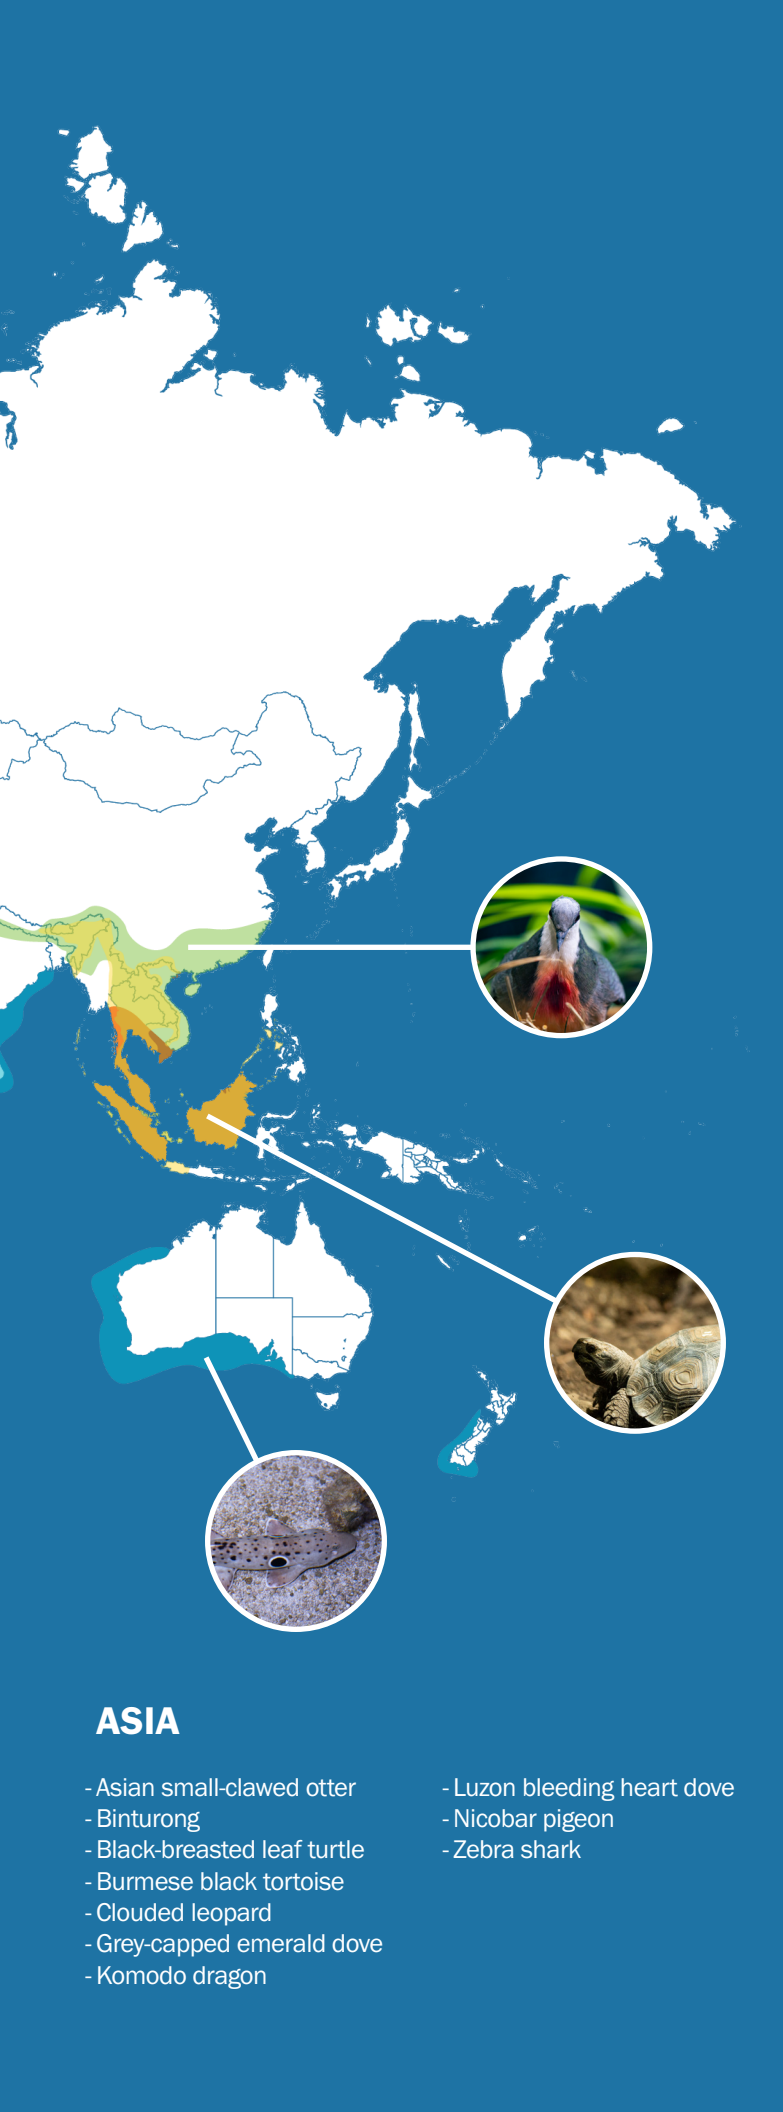 ASIA
- Asian small-clawed otter
- Binturong
- Black-breasted leaf turtle
- Burmese black tortoise
- Clouded leopard
- Grey-capped emerald dove
- Komodo dragon
- Luzon bleeding heart dove
- Nicobar pigeon
- Zebra shark